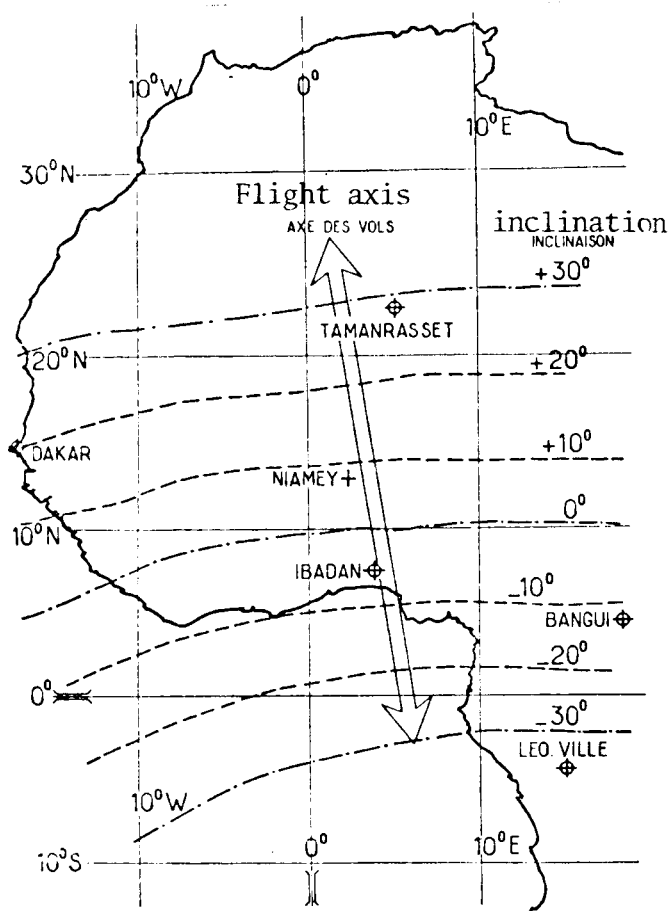 10°W
0°
10°E
30°N
Flight axis
AXE DES VOLS
inclination
INCLINAISON
+30°
TAMANRASSET
20°N
+20°
DAKAR
+10°
NIAMEY
0°
10°N
IBADAN
-10°
BANGUI
-20°
0°
-30°
LEO. VILLE
10°W
0°
10°E
10°S